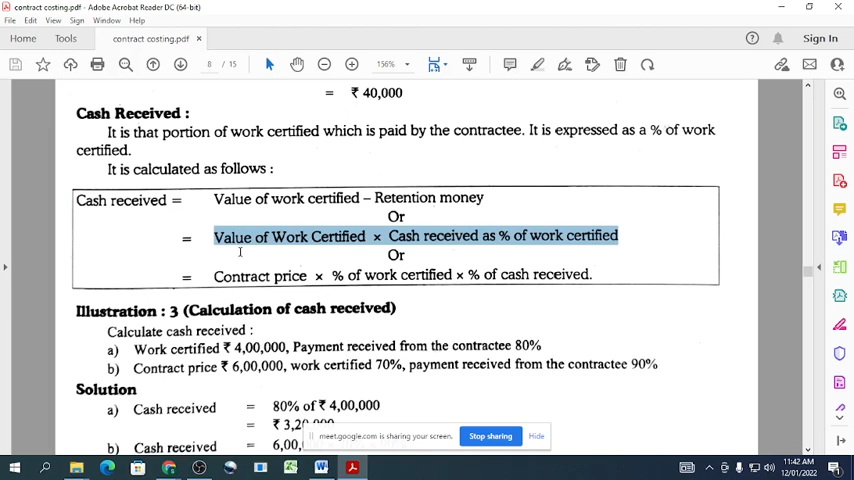 contract costing.pdf - Adobe Acrobat Reader DC (64-bit)
File Edit View Sign Window Help
Home Tools contract costing.pdf × Sign In
8 / 15 156%
= ₹ 40,000
Cash Received :
It is that portion of work certified which is paid by the contractee. It is expressed as a % of work
certified.
It is calculated as follows :
Cash received = Value of work certified – Retention money
Or
= Value of Work Certified × Cash received as % of work certified
Or
= Contract price × % of work certified × % of cash received.
Illustration : 3 (Calculation of cash received)
Calculate cash received :
a) Work certified ₹ 4,00,000, Payment received from the contractee 80%
b) Contract price ₹ 6,00,000, work certified 70%, payment received from the contractee 90%
Solution
a) Cash received = 80% of ₹ 4,00,000
= ₹ 3,20,000
b) Cash received = 6,00,
meet.google.com is sharing your screen. Stop sharing Hide
11:42 AM
12/01/2022